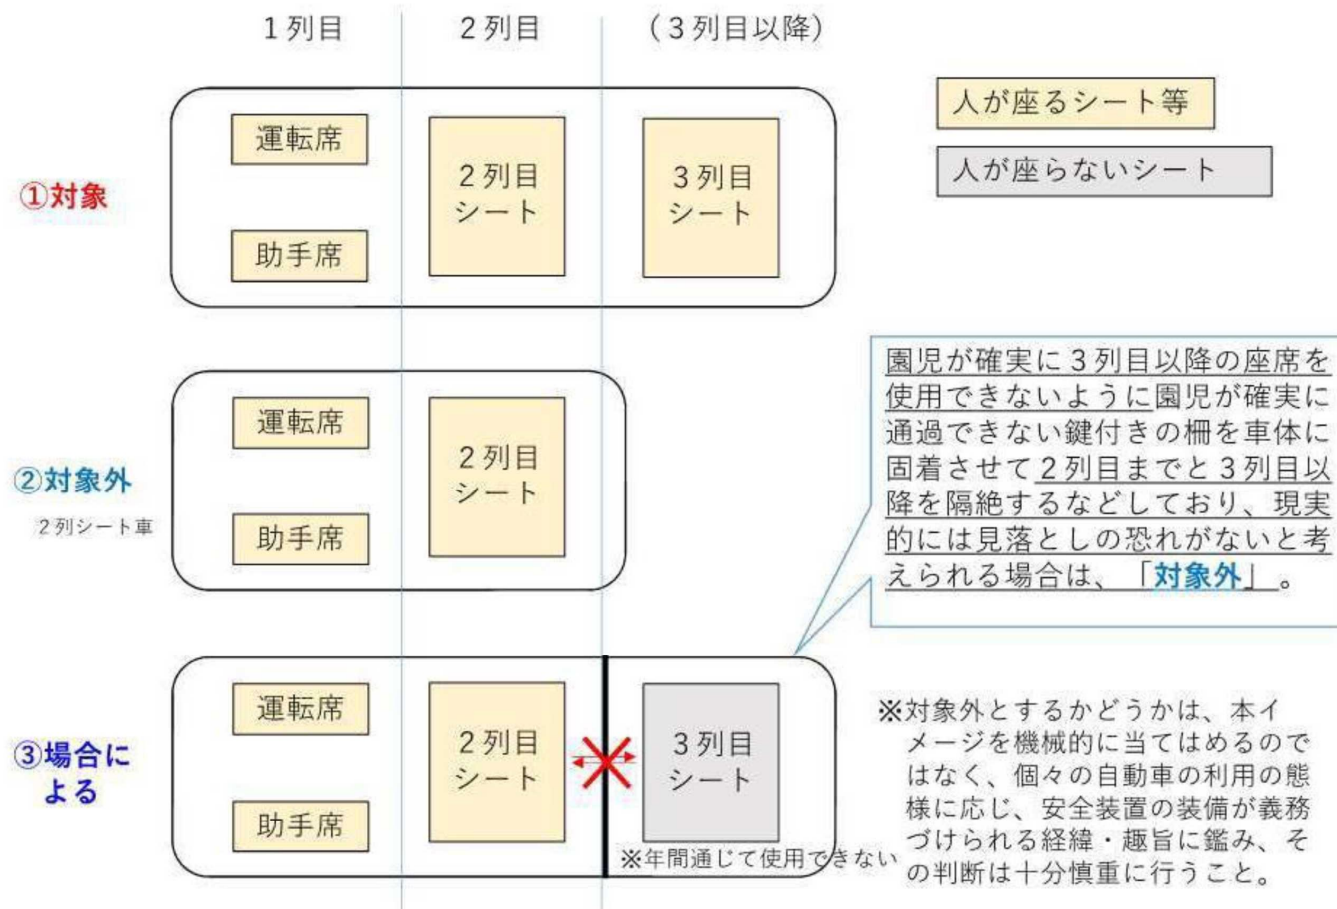 1列目
2列目
(3列目以降)
人が座るシート等
人が座らないシート
①対象
運転席
助手席
2列目
シート
3列目
シート
②対象外
2列シート車
運転席
助手席
2列目
シート
園児が確実に3列目以降の座席を
使用できないように園児が確実に
通過できない鍵付きの柵を車体に
固着させて2列目までと3列目以
降を隔絶するなどしており、現実
的には見落としの恐れがないと考
えられる場合は、「対象外」。
③場合に
よる
運転席
助手席
2列目
シート
3列目
シート
※年間通じて使用できない
※対象外とするかどうかは、本イ
メージを機械的に当てはめるので
はなく、個々の自動車の利用の態
様に応じ、安全装置の装備が義務
づけられる経緯・趣旨に鑑み、そ
の判断は十分慎重に行うこと。